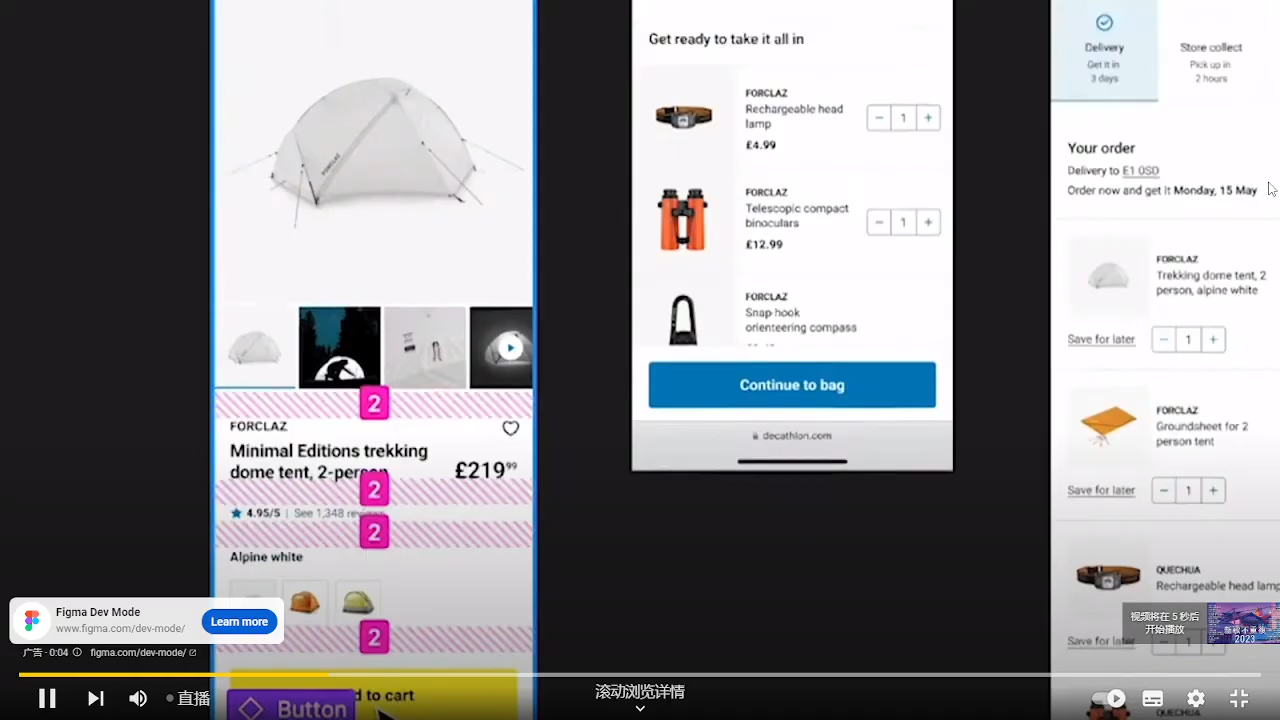 FORCLAZ
2
FORCLAZ
Minimal Editions trekking
dome tent, 2-person
£219⁹⁹
2
4.95/5 | See 1,348 reviews
2
Alpine white
2
d to cart
Button
Get ready to take it all in
FORCLAZ
Rechargeable head
lamp
£4.99
− 1 +
FORCLAZ
Telescopic compact
binoculars
£12.99
− 1 +
FORCLAZ
Snap hook
orienteering compass
Continue to bag
decathlon.com
Delivery
Get it in
3 days
Store collect
Pick up in
2 hours
Your order
Delivery to E1 0SD
Order now and get it Monday, 15 May
FORCLAZ
Trekking dome tent, 2
person, alpine white
Save for later
− 1 +
FORCLAZ
Groundsheet for 2
person tent
Save for later
− 1 +
QUECHUA
Rechargeable head lamp
Save for later
1
QUECHUA
视频将在 5 秒后
开始播放
2023
Figma Dev Mode
www.figma.com/dev-mode/
Learn more
广告 · 0:04 figma.com/dev-mode/
直播
滚动浏览详情